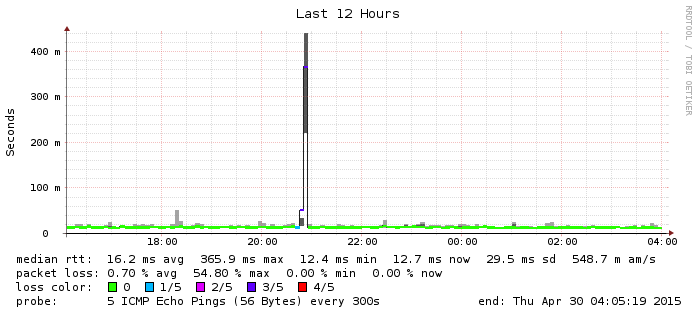 Last 12 Hours
RRDTOOL / TOBI OETIKER
Seconds
400 m
300 m
200 m
100 m
0
18:00 20:00 22:00 00:00 02:00 04:00
median rtt: 16.2 ms avg 365.9 ms max 12.4 ms min 12.7 ms now 29.5 ms sd 548.7 m am/s
packet loss: 0.70 % avg 54.80 % max 0.00 % min 0.00 % now
loss color: 0 1/5 2/5 3/5 4/5
probe: 5 ICMP Echo Pings (56 Bytes) every 300s end: Thu Apr 30 04:05:19 2015